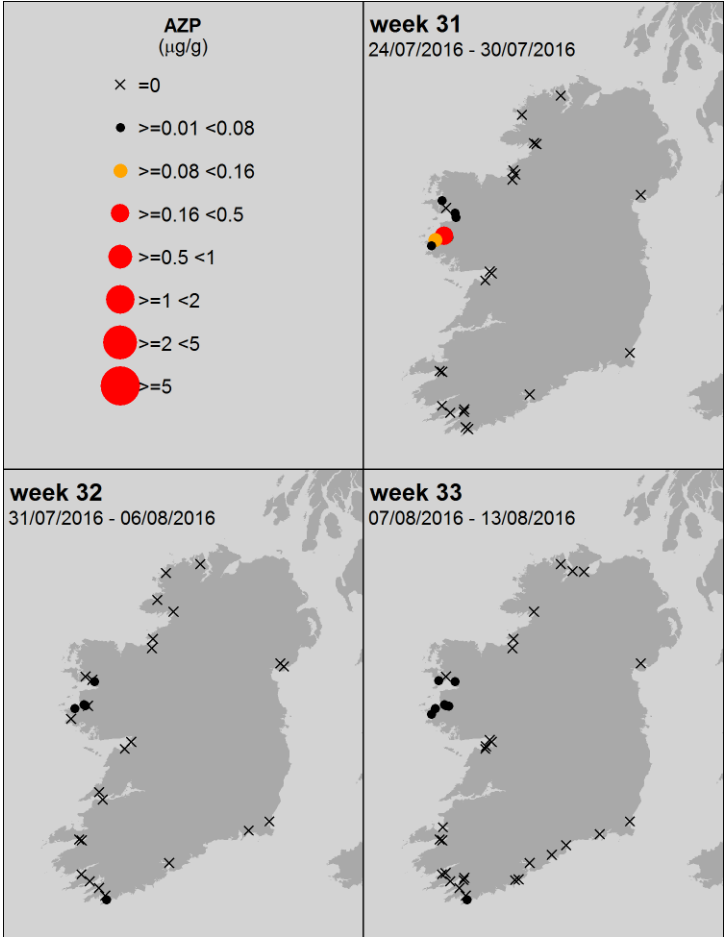 AZP
(µg/g)
=0
>=0.01 <0.08
>=0.08 <0.16
>=0.16 <0.5
>=0.5 <1
>=1 <2
>=2 <5
>=5
week 31
24/07/2016 - 30/07/2016
week 32
31/07/2016 - 06/08/2016
week 33
07/08/2016 - 13/08/2016